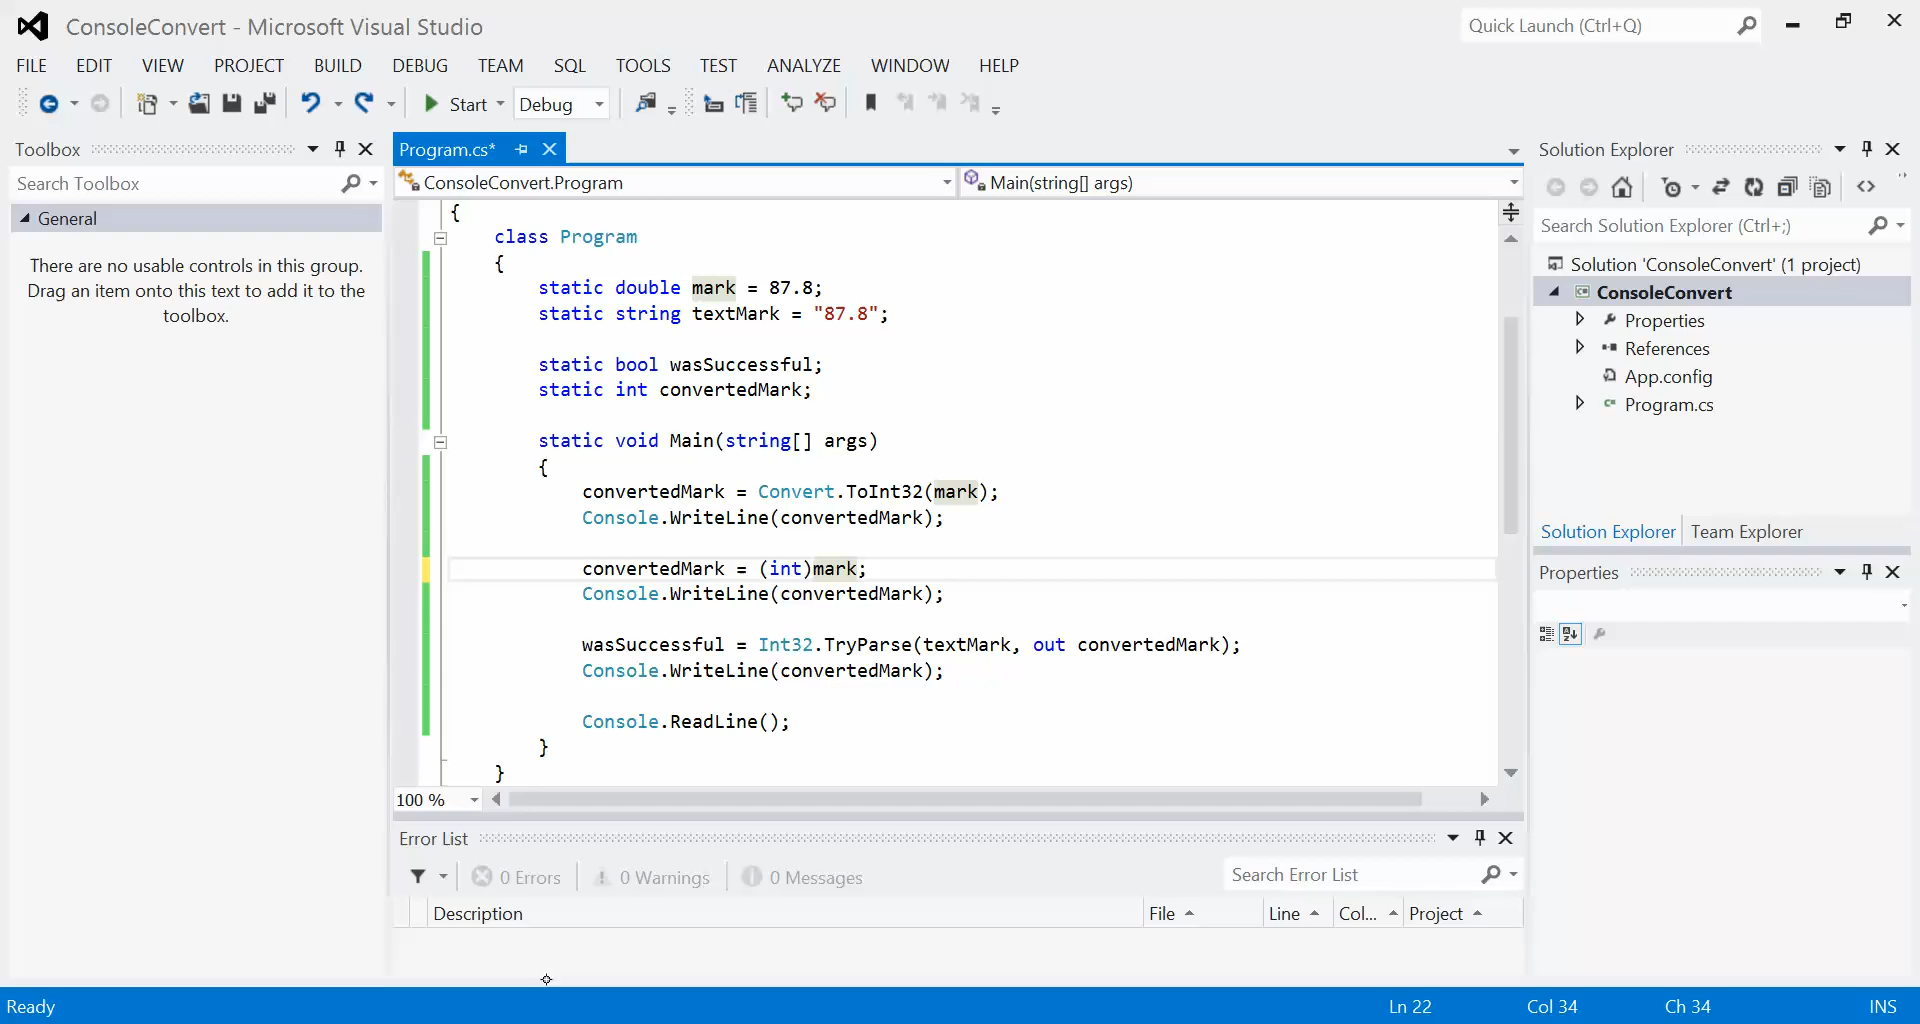 ConsoleConvert - Microsoft Visual Studio
Quick Launch (Ctrl+Q)
FILE EDIT VIEW PROJECT BUILD DEBUG TEAM SQL TOOLS TEST ANALYZE WINDOW HELP
Start Debug
Toolbox
Search Toolbox
General
There are no usable controls in this group.
Drag an item onto this text to add it to the
toolbox.
Program.cs*
ConsoleConvert.Program
Main(string[] args)
{
class Program
{
static double mark = 87.8;
static string textMark = "87.8";
static bool wasSuccessful;
static int convertedMark;
static void Main(string[] args)
{
convertedMark = Convert.ToInt32(mark);
Console.WriteLine(convertedMark);
convertedMark = (int)mark;
Console.WriteLine(convertedMark);
wasSuccessful = Int32.TryParse(textMark, out convertedMark);
Console.WriteLine(convertedMark);
Console.ReadLine();
}
}
100 %
Error List
0 Errors 0 Warnings 0 Messages
Search Error List
Description File Line Col... Project
Solution Explorer
Search Solution Explorer (Ctrl+;)
Solution 'ConsoleConvert' (1 project)
ConsoleConvert
Properties
References
App.config
Program.cs
Solution Explorer Team Explorer
Properties
Ready Ln 22 Col 34 Ch 34 INS